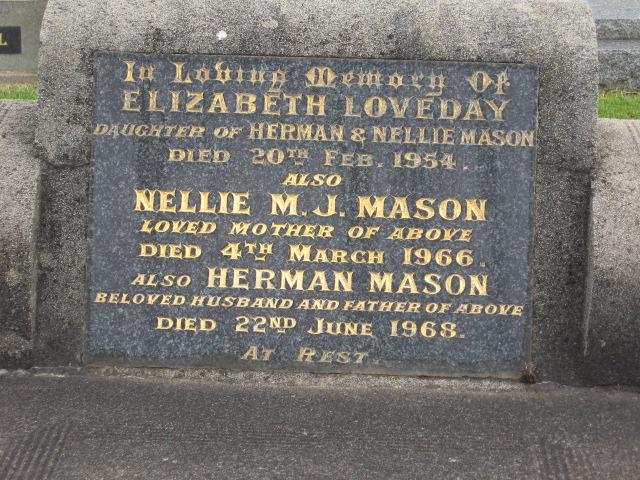 L
In Loving Memory Of
ELIZABETH LOVEDAY
DAUGHTER OF HERMAN & NELLIE MASON
DIED 20TH FEB. 1954.
ALSO
NELLIE M. J. MASON
LOVED MOTHER OF ABOVE
DIED 4TH MARCH 1966.
ALSO HERMAN MASON
BELOVED HUSBAND AND FATHER OF ABOVE
DIED 22ND JUNE 1968.
AT REST.